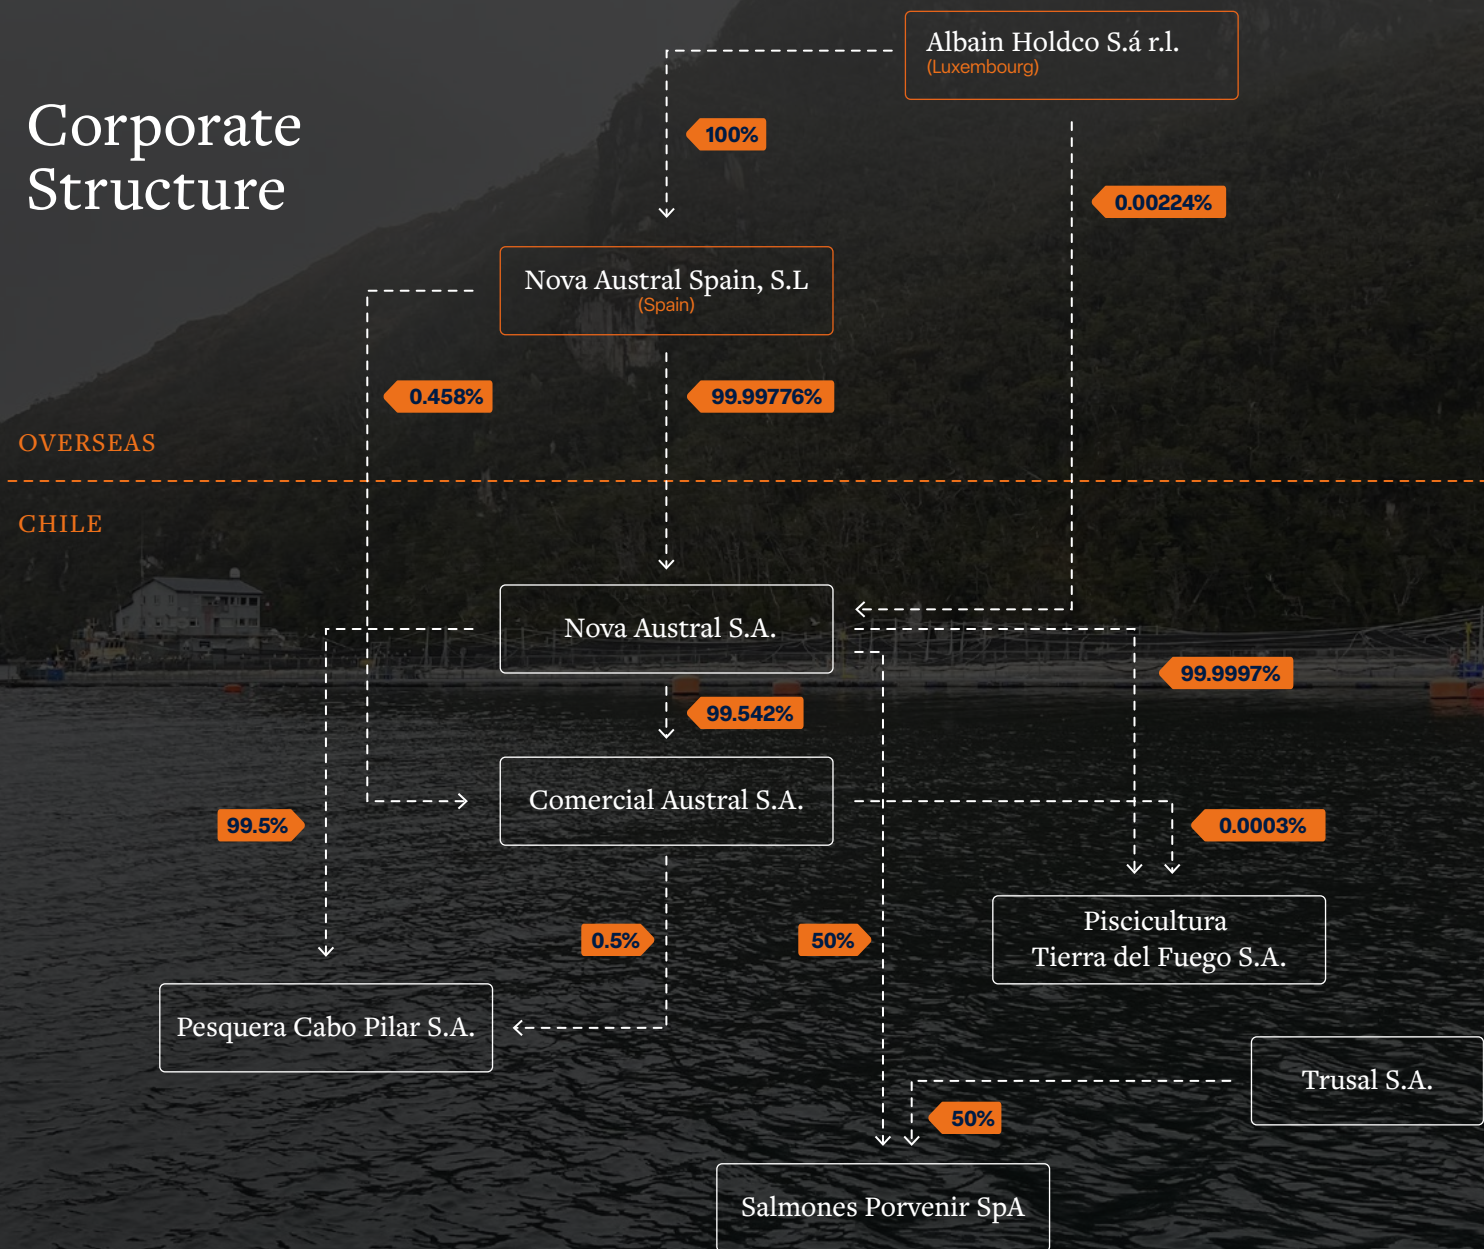 Albain Holdco S.á r.l.
(Luxembourg)
Corporate
Structure
100%
0.00224%
Nova Austral Spain, S.L
(Spain)
0.458%
99.99776%
OVERSEAS
CHILE
Nova Austral S.A.
99.9997%
99.542%
Comercial Austral S.A.
99.5%
0.0003%
Piscicultura
Tierra del Fuego S.A.
0.5%
50%
Pesquera Cabo Pilar S.A.
Trusal S.A.
50%
Salmones Porvenir SpA